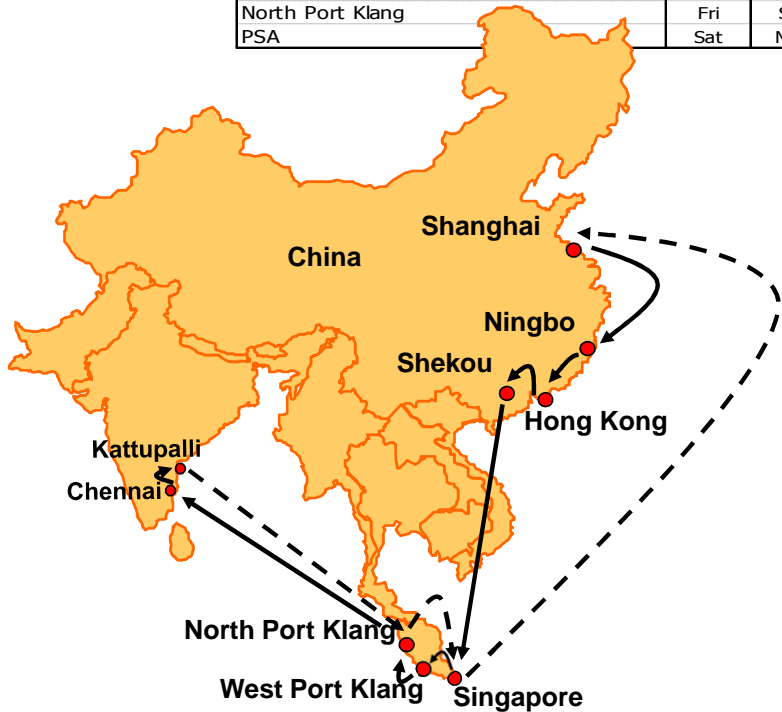 North Port Klang Fri S
PSA Sat
Shanghai
China
Ningbo
Shekou
Hong Kong
Kattupalli
Chennai
North Port Klang
West Port Klang
Singapore